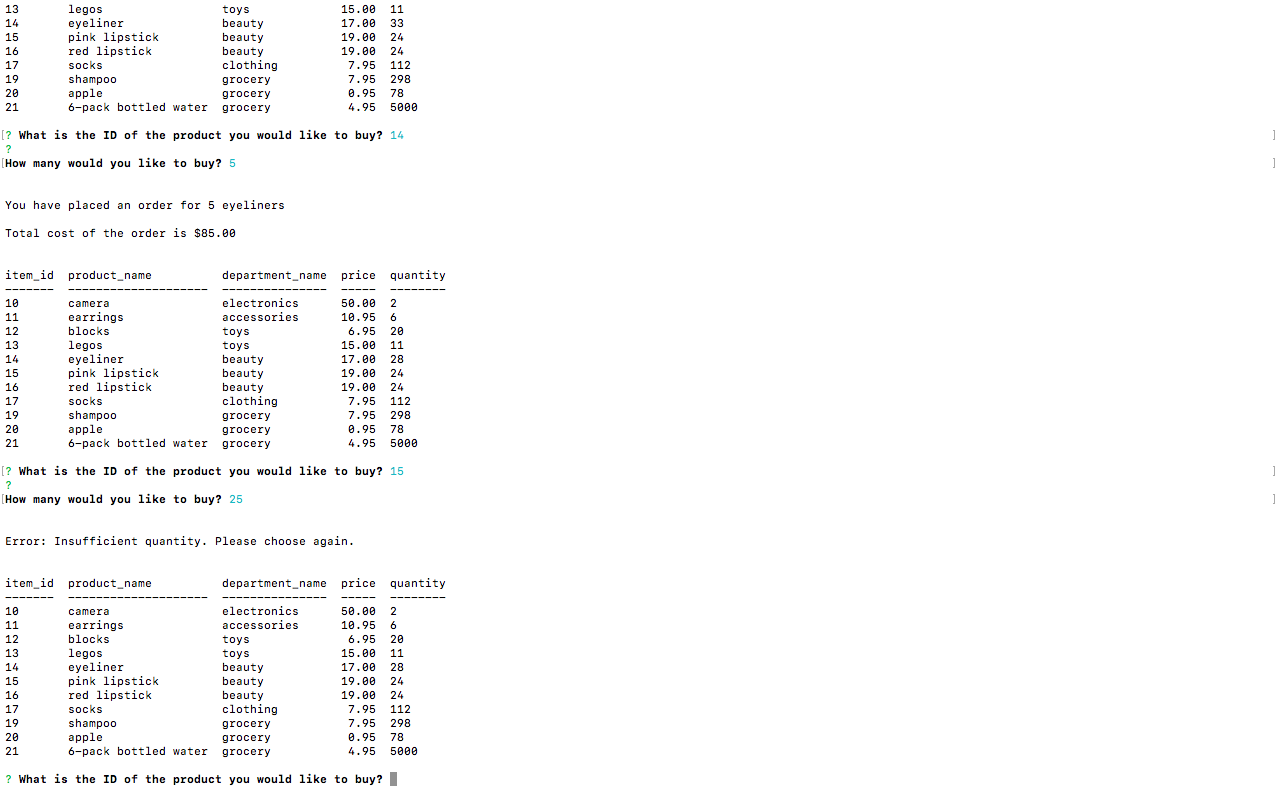 13       legos                 toys             15.00  11
14       eyeliner              beauty           17.00  33
15       pink lipstick         beauty           19.00  24
16       red lipstick          beauty           19.00  24
17       socks                 clothing          7.95  112
19       shampoo               grocery           7.95  298
20       apple                 grocery           0.95  78
21       6-pack bottled water  grocery           4.95  5000
[? What is the ID of the product you would like to buy? 14 ]
?
[How many would you like to buy? 5 ]
You have placed an order for 5 eyeliners
Total cost of the order is $85.00
item_id  product_name          department_name  price  quantity
-------  --------------------  ---------------  -----  --------
10       camera                electronics      50.00  2
11       earrings              accessories      10.95  6
12       blocks                toys              6.95  20
13       legos                 toys             15.00  11
14       eyeliner              beauty           17.00  28
15       pink lipstick         beauty           19.00  24
16       red lipstick          beauty           19.00  24
17       socks                 clothing          7.95  112
19       shampoo               grocery           7.95  298
20       apple                 grocery           0.95  78
21       6-pack bottled water  grocery           4.95  5000
[? What is the ID of the product you would like to buy? 15 ]
?
[How many would you like to buy? 25 ]
Error: Insufficient quantity. Please choose again.
item_id  product_name          department_name  price  quantity
-------  --------------------  ---------------  -----  --------
10       camera                electronics      50.00  2
11       earrings              accessories      10.95  6
12       blocks                toys              6.95  20
13       legos                 toys             15.00  11
14       eyeliner              beauty           17.00  28
15       pink lipstick         beauty           19.00  24
16       red lipstick          beauty           19.00  24
17       socks                 clothing          7.95  112
19       shampoo               grocery           7.95  298
20       apple                 grocery           0.95  78
21       6-pack bottled water  grocery           4.95  5000
? What is the ID of the product you would like to buy?